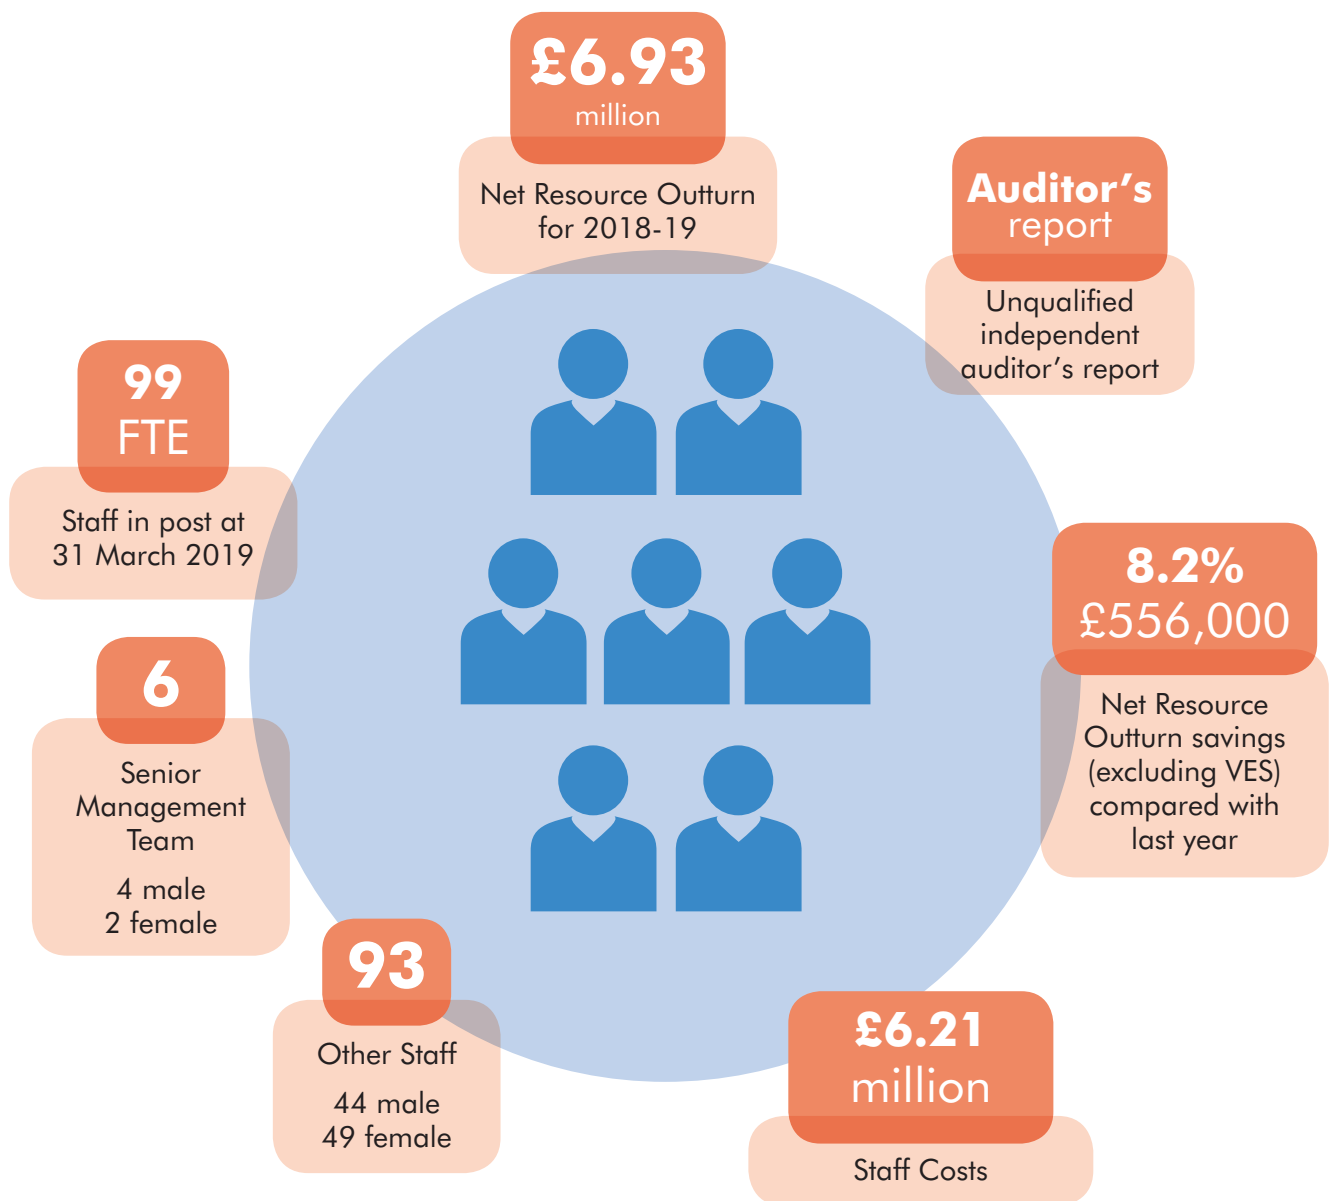 £6.93
million
Net Resource Outturn
for 2018-19
Auditor's
report
Unqualified
independent
auditor's report
99
FTE
Staff in post at
31 March 2019
8.2%
£556,000
Net Resource
Outturn savings
(excluding VES)
compared with
last year
6
Senior
Management
Team
4 male
2 female
93
Other Staff
44 male
49 female
£6.21
million
Staff Costs